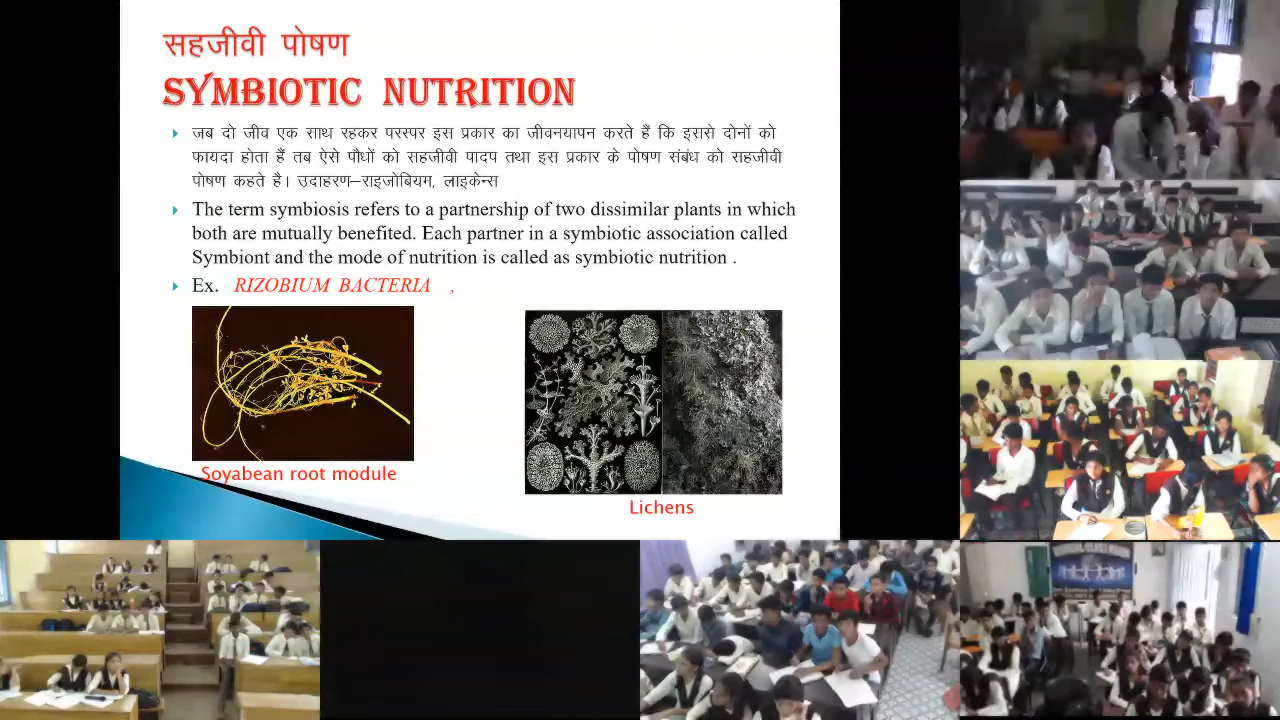 सहजीवी पोषण
SYMBIOTIC NUTRITION
जब दो जीव एक साथ रहकर परस्पर इस प्रकार का जीवनयापन करते हैं कि इससे दोनों को
फायदा होता हैं तब ऐसे पौधों को सहजीवी पादप तथा इस प्रकार के पोषण संबंध को सहजीवी
पोषण कहते है। उदाहरण–राइजोबियम, लाइकेन्स
The term symbiosis refers to a partnership of two dissimilar plants in which
both are mutually benefited. Each partner in a symbiotic association called
Symbiont and the mode of nutrition is called as symbiotic nutrition .
Ex. RIZOBIUM BACTERIA ,
Soyabean root module
Lichens